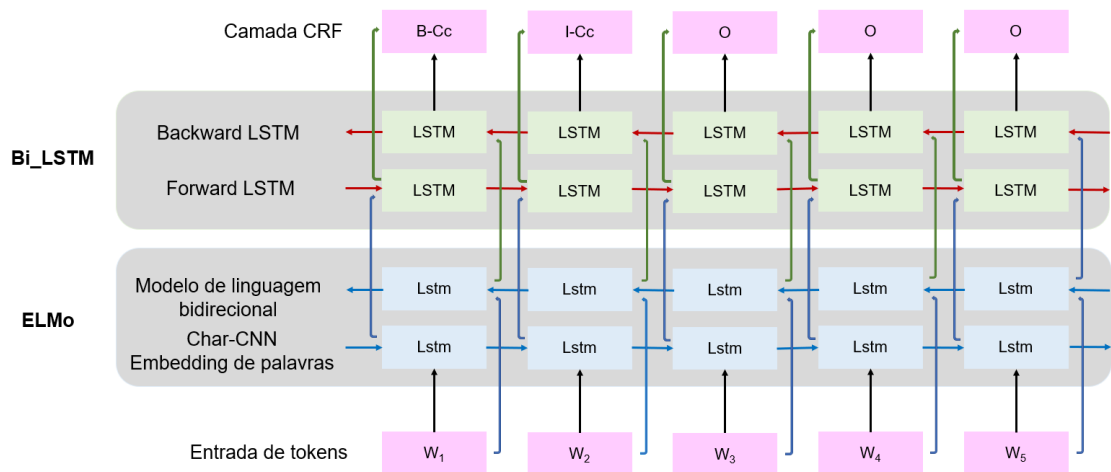 Camada CRF B-Cc I-Cc O O O
Backward LSTM LSTM LSTM LSTM LSTM LSTM
Bi_LSTM
Forward LSTM LSTM LSTM LSTM LSTM LSTM
Modelo de linguagem
bidirecional
Lstm Lstm Lstm Lstm Lstm
ELMo
Char-CNN
Embedding de palavras
Lstm Lstm Lstm Lstm Lstm
Entrada de tokens W₁ W₂ W₃ W₄ W₅